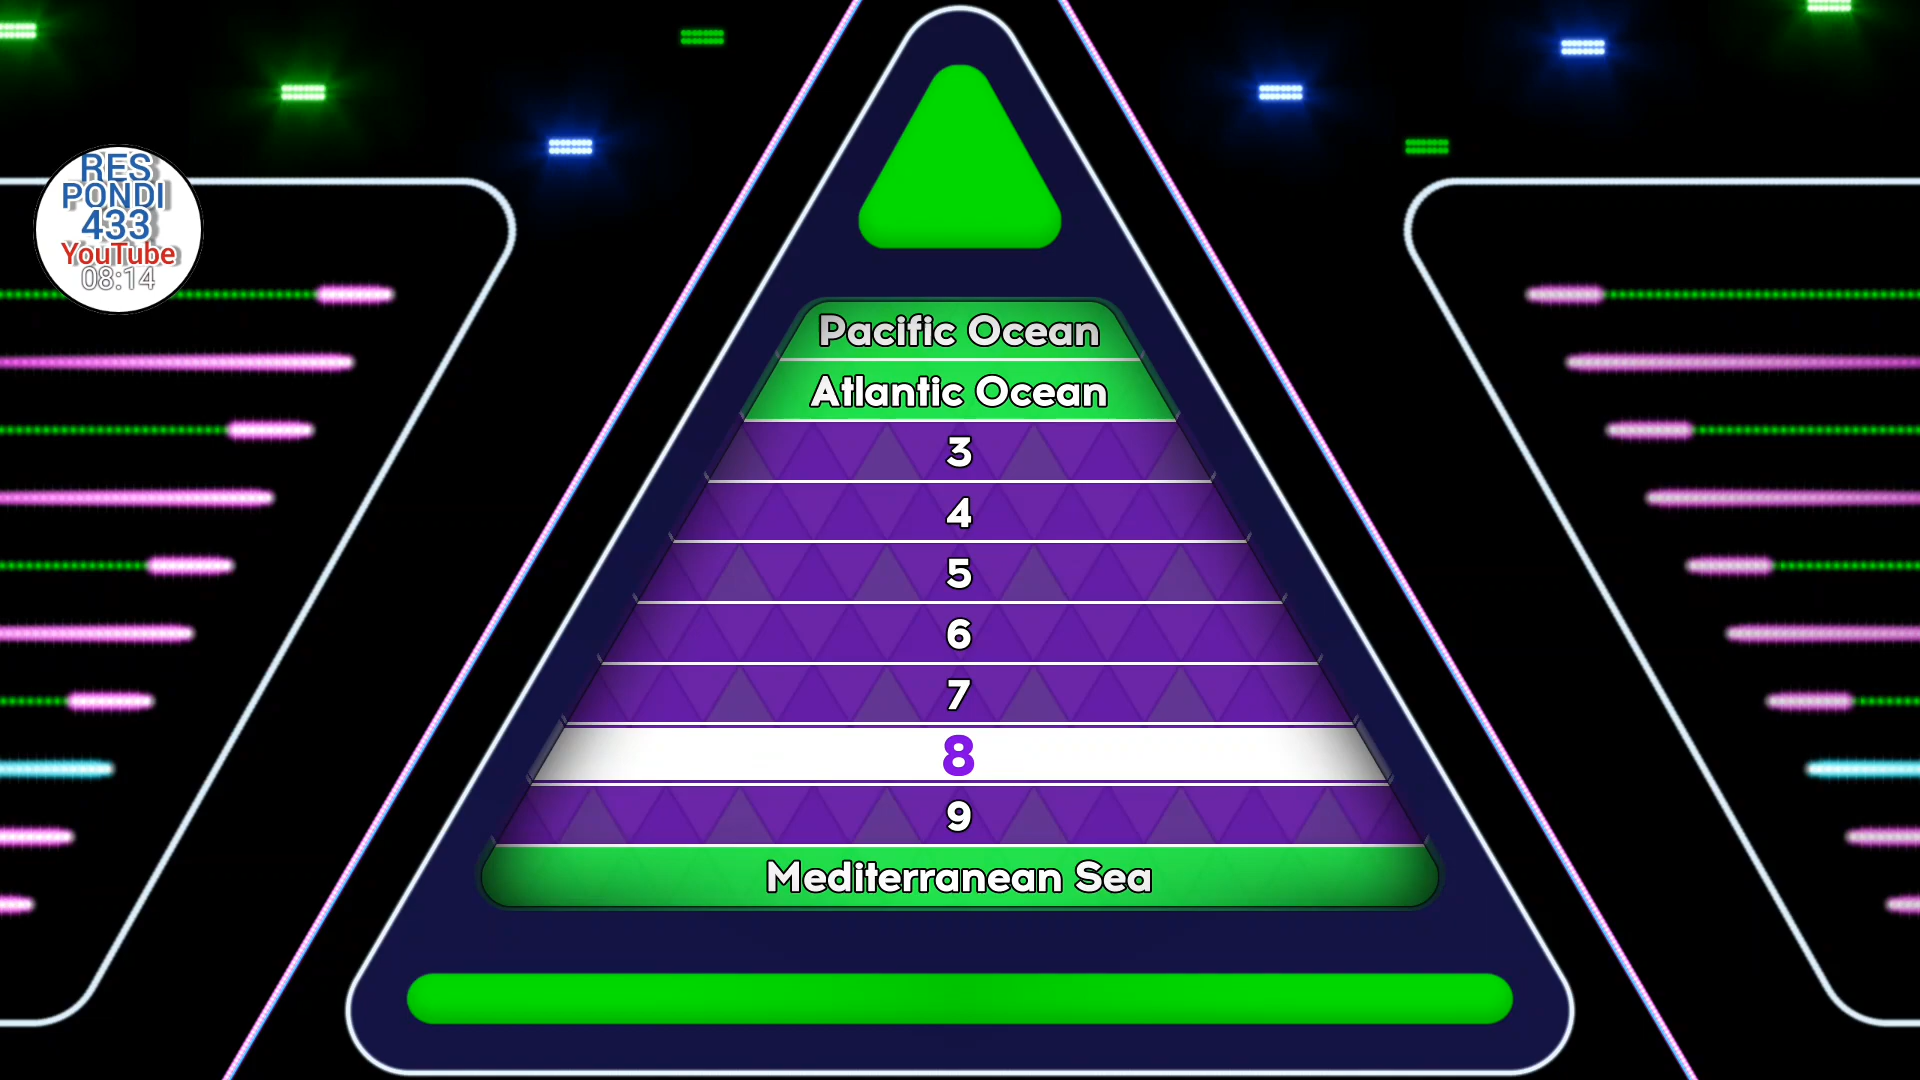 RES
PONDI
433
YouTube
08:14
Pacific Ocean
Atlantic Ocean
3
4
5
6
7
8
9
Mediterranean Sea